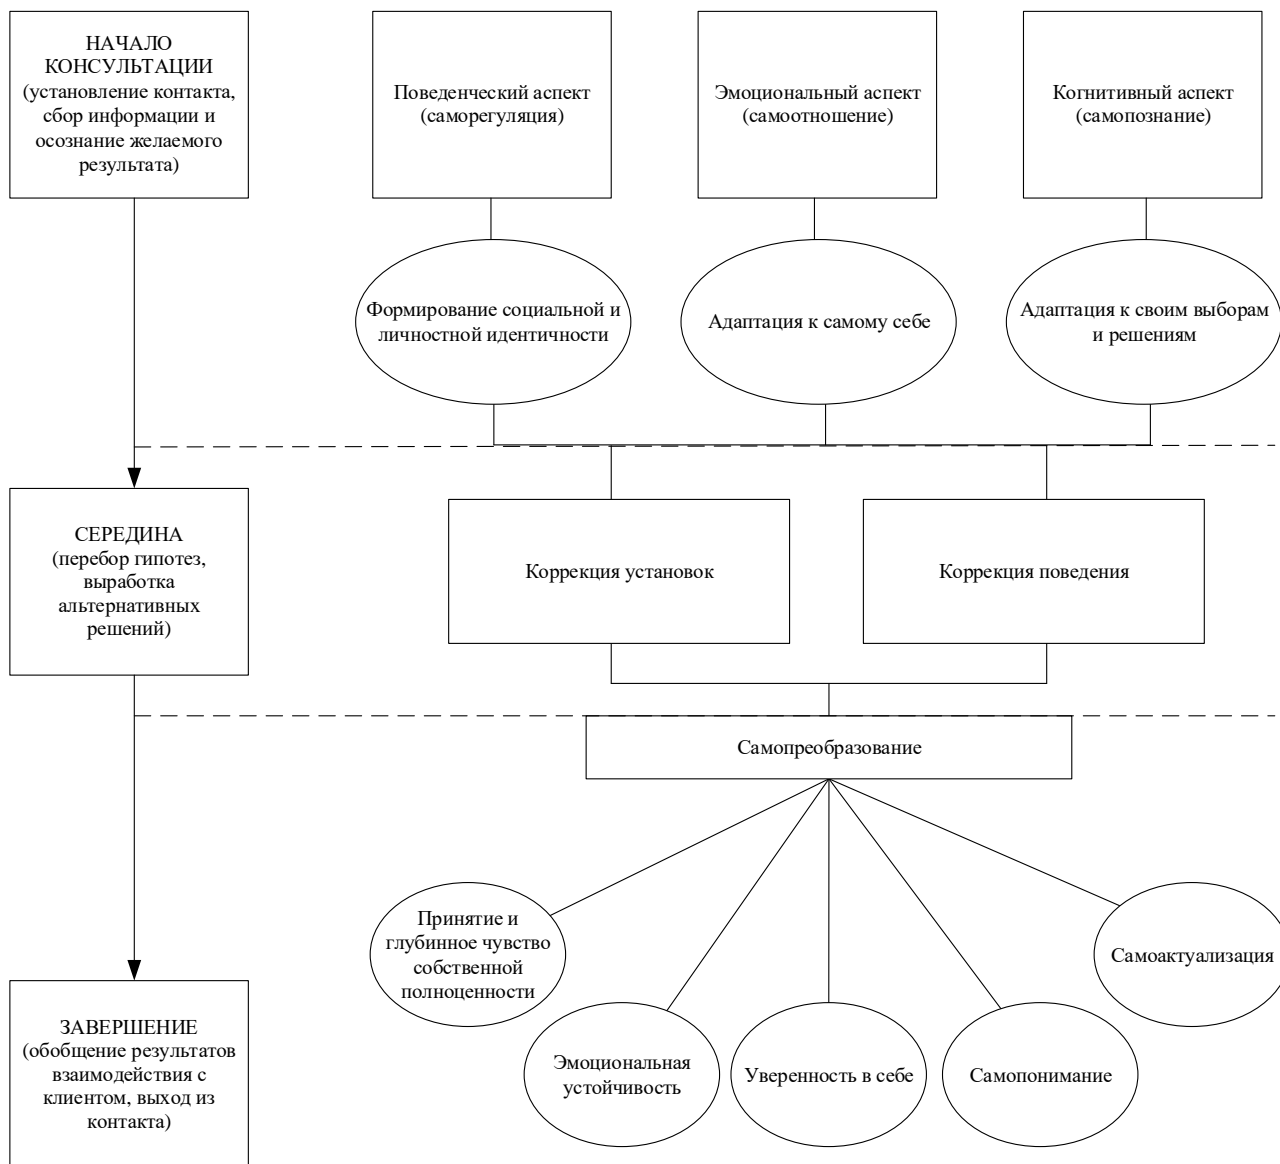 НАЧАЛО
КОНСУЛЬТАЦИИ
(установление контакта,
сбор информации и
осознание желаемого
результата)
Поведенческий аспект
(саморегуляция)
Эмоциональный аспект
(самоотношение)
Когнитивный аспект
(самопознание)
Формирование социальной и
личностной идентичности
Адаптация к самому себе
Адаптация к своим выборам
и решениям
СЕРЕДИНА
(перебор гипотез,
выработка
альтернативных
решений)
Коррекция установок
Коррекция поведения
Самопреобразование
Принятие и
глубинное чувство
собственной
полноценности
Самоактуализация
ЗАВЕРШЕНИЕ
(обобщение результатов
взаимодействия с
клиентом, выход из
контакта)
Эмоциональная
устойчивость
Уверенность в себе
Самопонимание